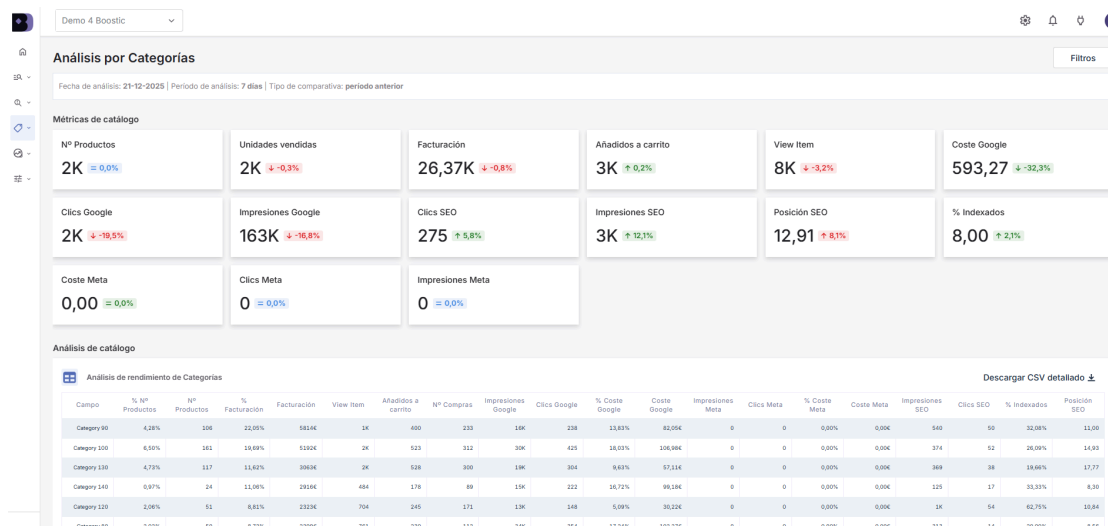 Demo 4 Boostic
Análisis por Categorías
Filtros
Fecha de análisis: 21-12-2025 | Periodo de análisis: 7 días | Tipo de comparativa: periodo anterior
Métricas de catálogo
Nº Productos
2K = 0,0%
Unidades vendidas
2K ↓ -0,3%
Facturación
26,37K ↓ -0,8%
Añadidos a carrito
3K ↑ 0,2%
View Item
8K ↓ -3,2%
Coste Google
593,27 ↓ -32,3%
Clics Google
2K ↓ -19,5%
Impresiones Google
163K ↓ -16,8%
Clics SEO
275 ↑ 5,8%
Impresiones SEO
3K ↑ 12,1%
Posición SEO
12,91 ↑ 8,1%
% Indexados
8,00 ↑ 2,1%
Coste Meta
0,00 = 0,0%
Clics Meta
0 = 0,0%
Impresiones Meta
0 = 0,0%
Análisis de catálogo
Análisis de rendimiento de Categorías
Descargar CSV detallado
Campo % Nº Productos Nº Productos % Facturación Facturación View Item Añadidos a carrito Nº Compras Impresiones Google Clics Google % Coste Google Coste Google Impresiones Meta Clics Meta % Coste Meta Coste Meta Impresiones SEO Clics SEO % Indexados Posición SEO
Category 90 4,28% 106 22,05% 5814€ 1K 400 233 16K 238 13,83% 82,05€ 0 0 0,00% 0,00€ 540 50 32,08% 11,00
Category 100 6,50% 161 19,69% 5192€ 2K 523 312 30K 425 18,03% 106,98€ 0 0 0,00% 0,00€ 374 52 26,09% 14,93
Category 130 4,73% 117 11,62% 3063€ 2K 528 300 19K 304 9,63% 57,11€ 0 0 0,00% 0,00€ 369 38 19,66% 17,77
Category 140 0,97% 24 11,06% 2916€ 484 178 89 15K 222 16,72% 99,18€ 0 0 0,00% 0,00€ 125 17 33,33% 8,30
Category 120 2,06% 51 8,81% 2323€ 704 245 171 13K 148 5,09% 30,22€ 0 0 0,00% 0,00€ 1K 54 62,75% 10,84